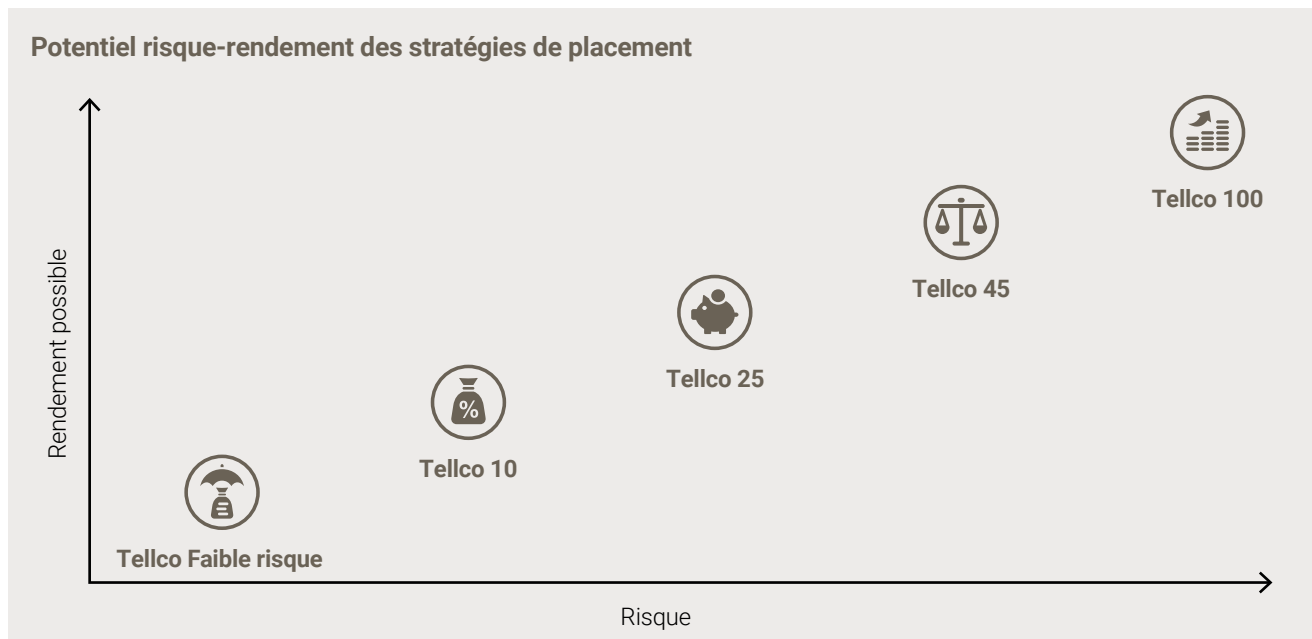 Potentiel risque-rendement des stratégies de placement
Tellco 100
Tellco 45
Tellco 25
%
Tellco 10
Tellco Faible risque
Rendement possible
Risque